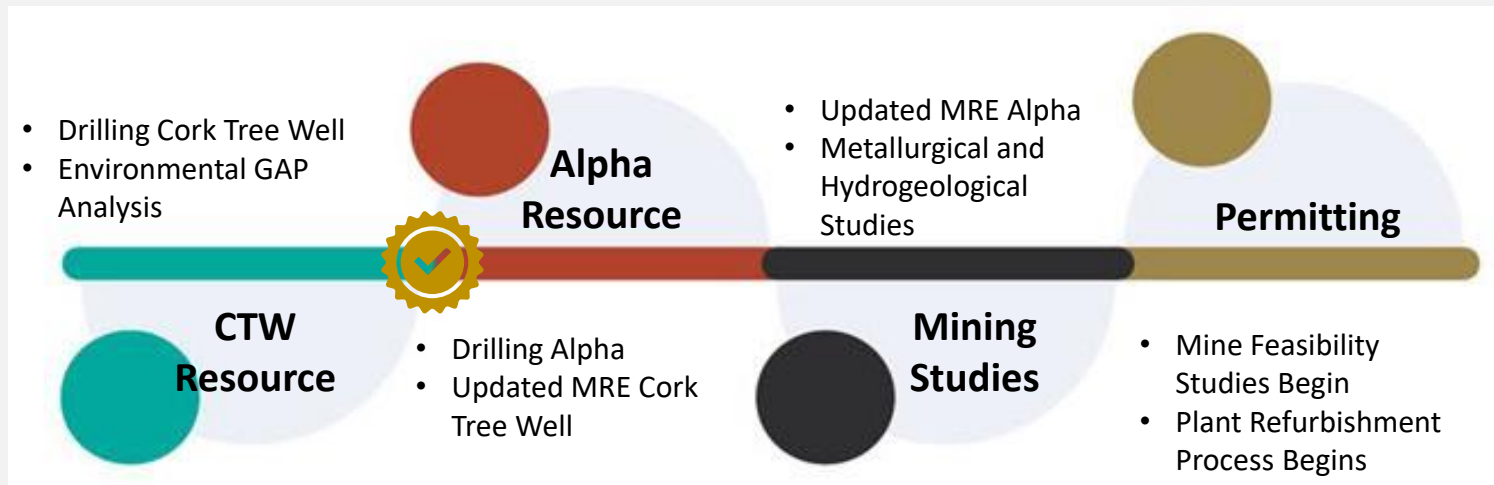 • Drilling Cork Tree Well
• Environmental GAP
Analysis
CTW
Resource
Alpha
Resource
• Drilling Alpha
• Updated MRE Cork
Tree Well
• Updated MRE Alpha
• Metallurgical and
Hydrogeological
Studies
Mining
Studies
Permitting
• Mine Feasibility
Studies Begin
• Plant Refurbishment
Process Begins